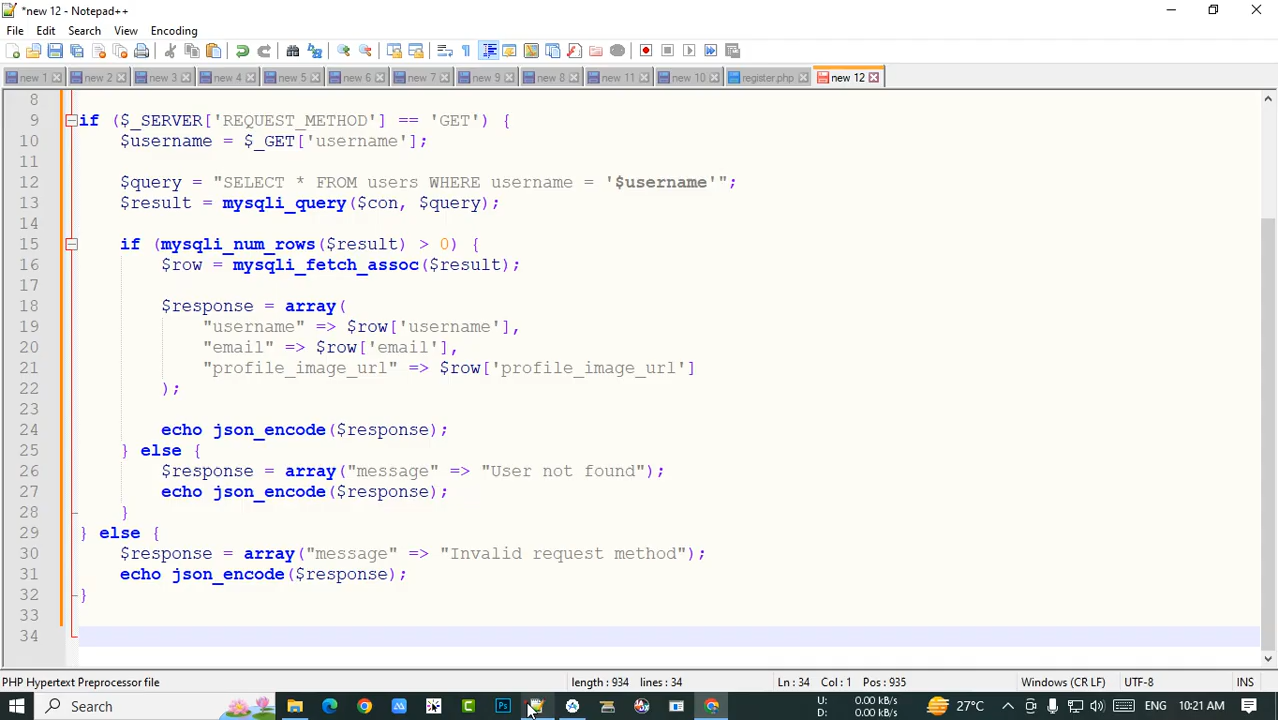 *new 12 - Notepad++
File Edit Search View Encoding
new 1 new 2 new 3 new 4 new 5 new 6 new 7 new 9 new 8 new 11 new 10 register.php new 12
8
9 if ($_SERVER['REQUEST_METHOD'] == 'GET') {
10 $username = $_GET['username'];
11
12 $query = "SELECT * FROM users WHERE username = '$username'";
13 $result = mysqli_query($con, $query);
14
15 if (mysqli_num_rows($result) > 0) {
16 $row = mysqli_fetch_assoc($result);
17
18 $response = array(
19 "username" => $row['username'],
20 "email" => $row['email'],
21 "profile_image_url" => $row['profile_image_url']
22 );
23
24 echo json_encode($response);
25 } else {
26 $response = array("message" => "User not found");
27 echo json_encode($response);
28 }
29 } else {
30 $response = array("message" => "Invalid request method");
31 echo json_encode($response);
32 }
33
34
PHP Hypertext Preprocessor file length : 934 lines : 34 Ln : 34 Col : 1 Pos : 935 Windows (CR LF) UTF-8 INS
Search Ps U: 0.00 kB/s 27°C ENG 10:21 AM
D: 0.00 kB/s